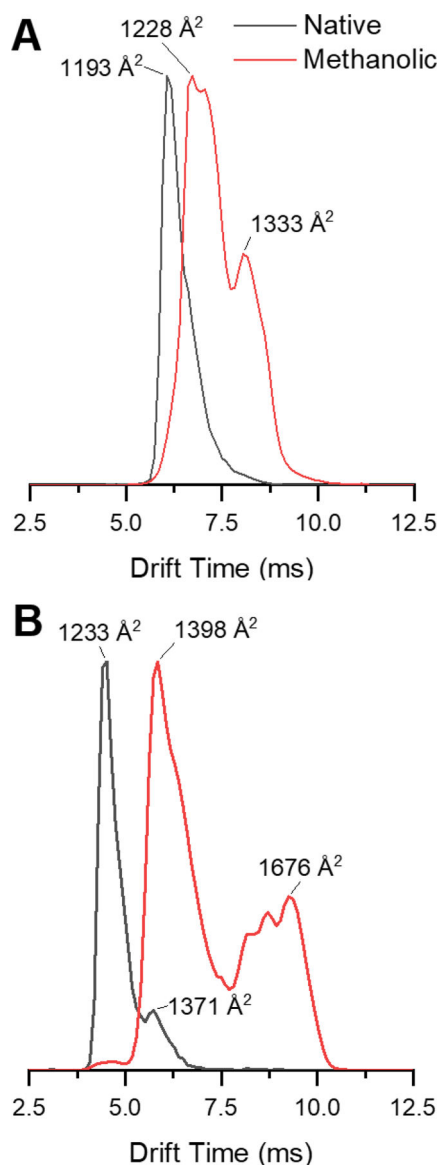 A
1228 Å²
Native
Methanolic
1193 Å²
1333 Å²
2.5 5.0 7.5 10.0 12.5
Drift Time (ms)
B
1233 Å²
1398 Å²
1676 Å²
1371 Å²
2.5 5.0 7.5 10.0 12.5
Drift Time (ms)